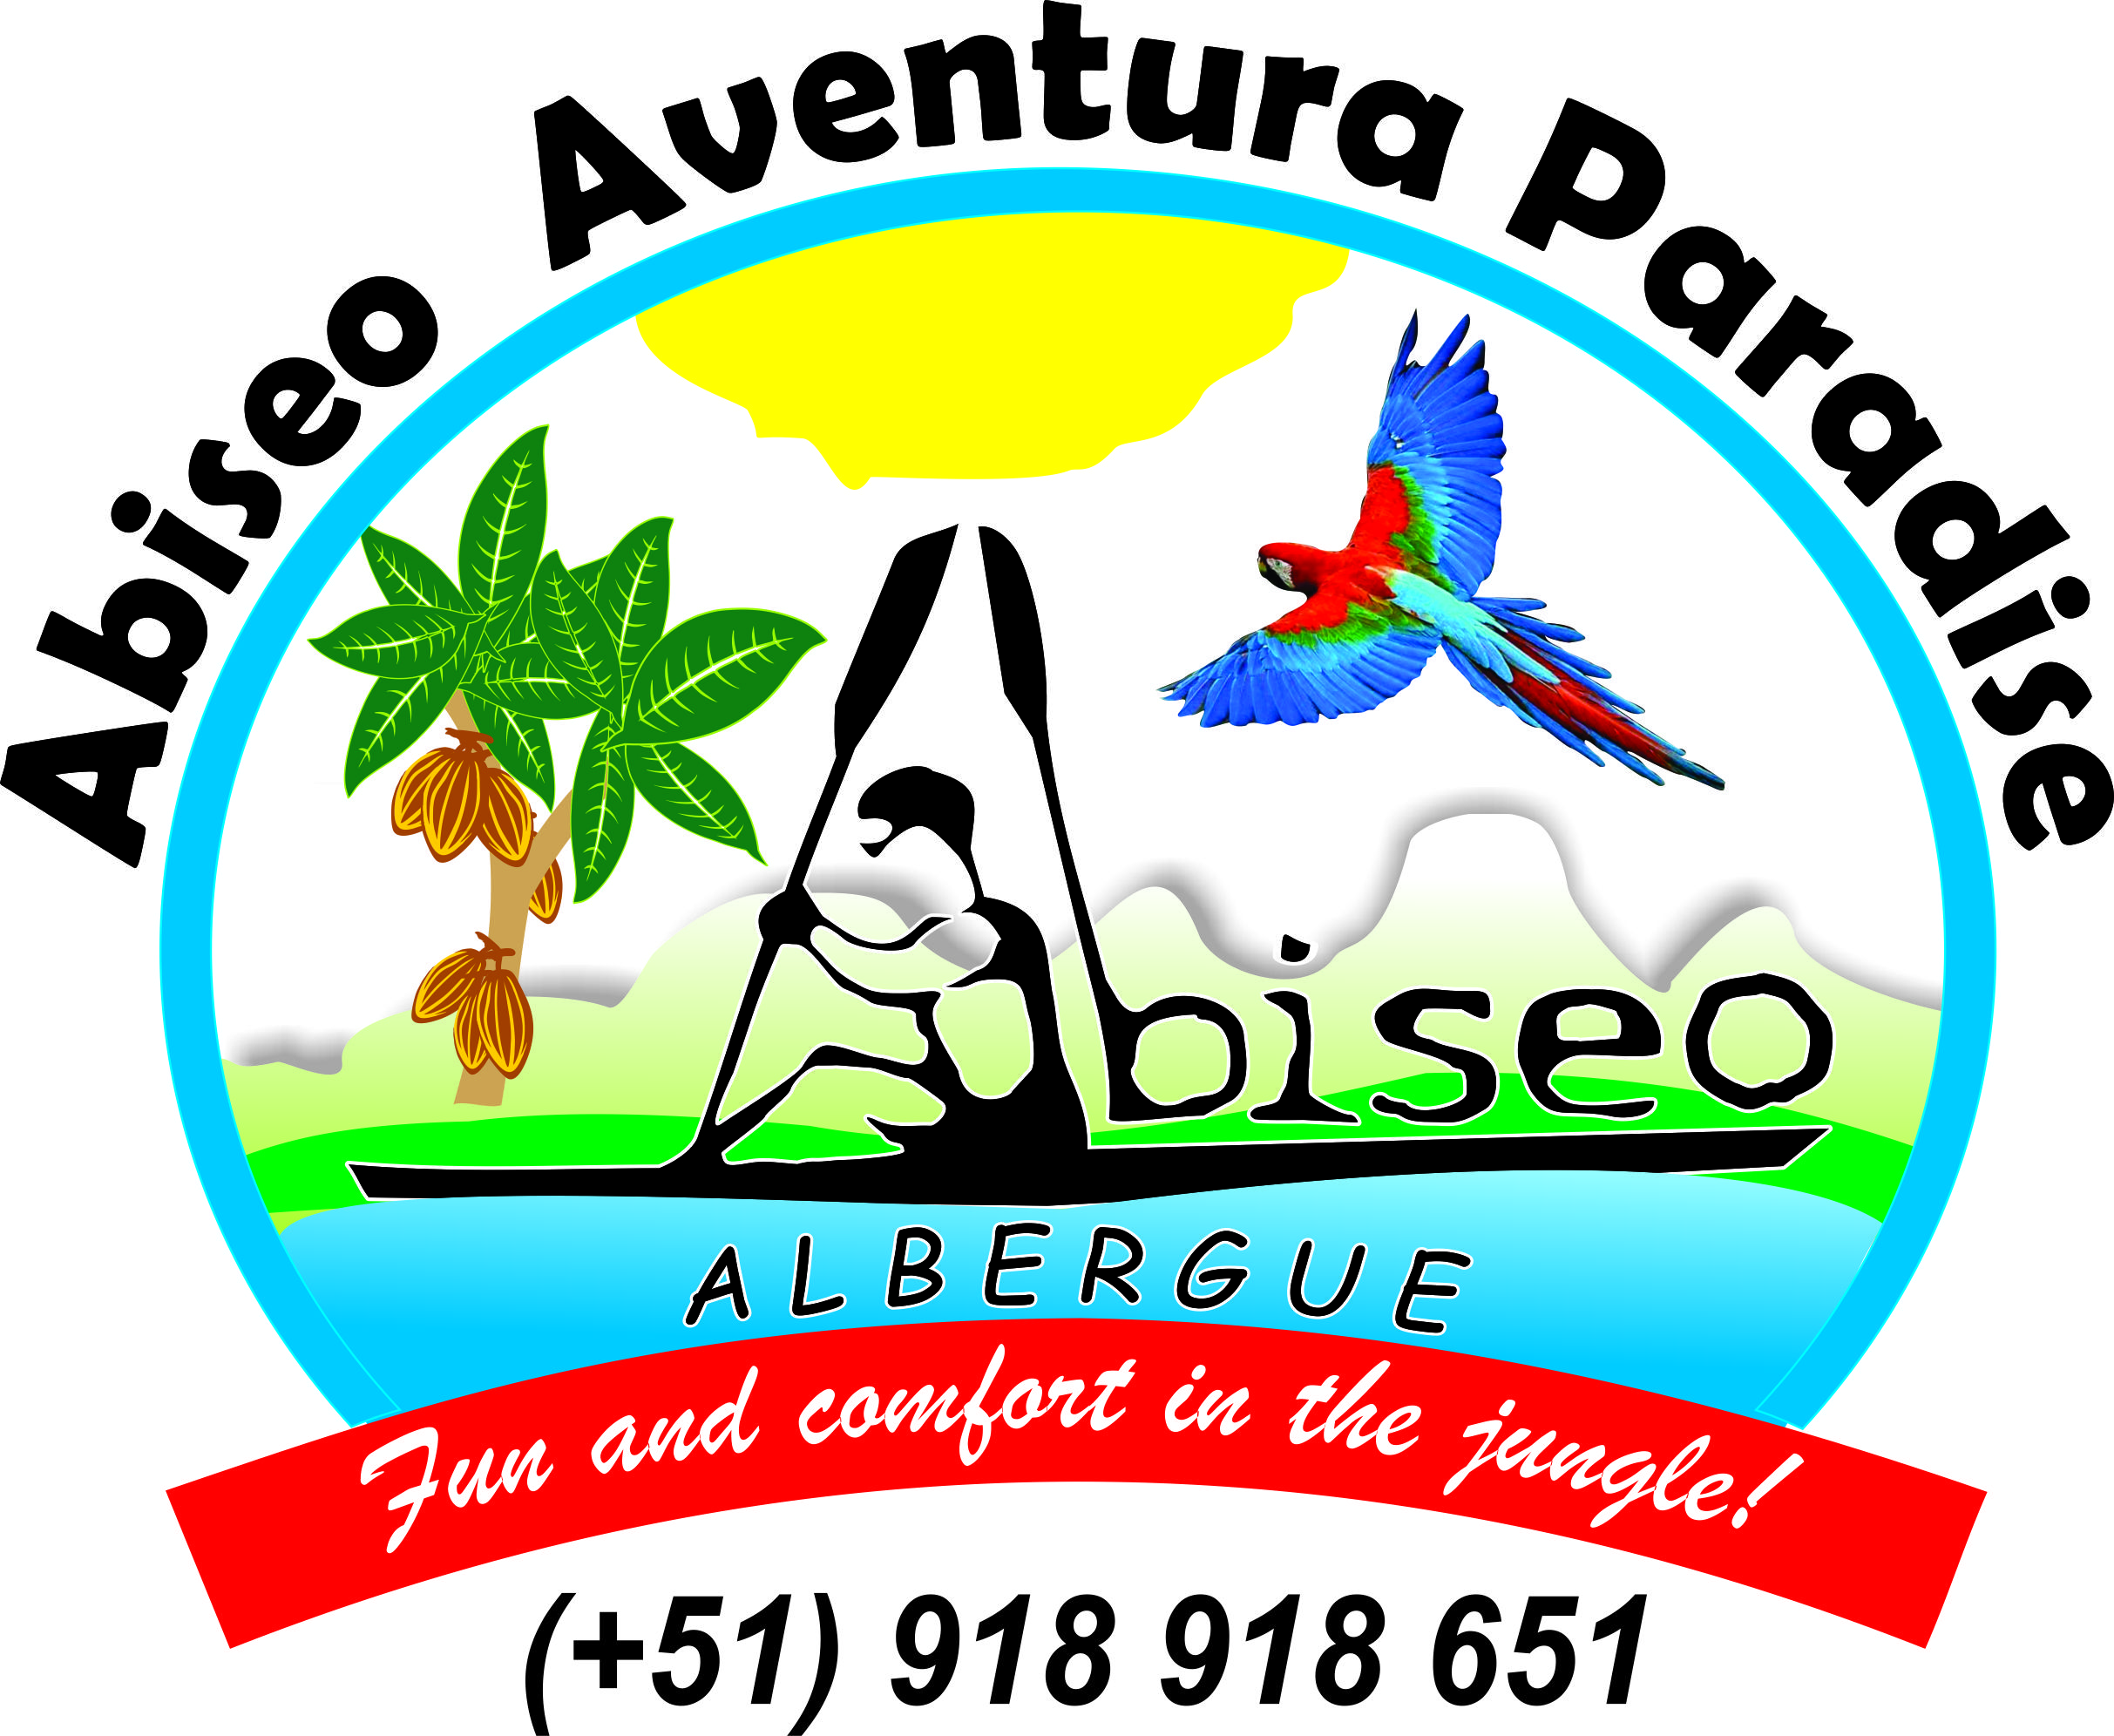 Abiseo Aventura Paradise
Abiseo
ALBERGUE
Fun and comfort in the jungle!
(+51) 918 918 651